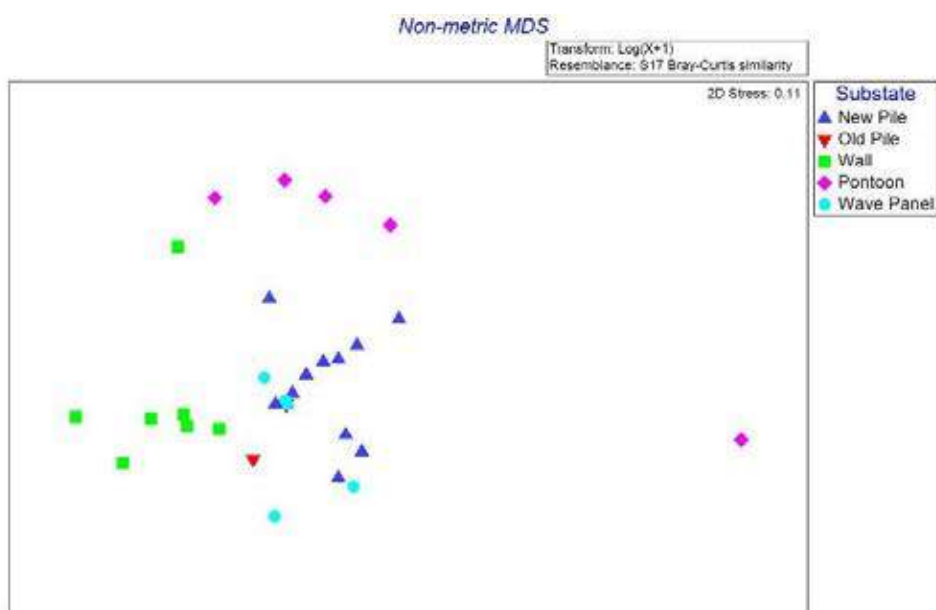 Non-metric MDS
Transform: Log(X+1)
Resemblance: S17 Bray-Curtis similarity
2D Stress: 0.11
Substate
New Pile
Old Pile
Wall
Pontoon
Wave Panel